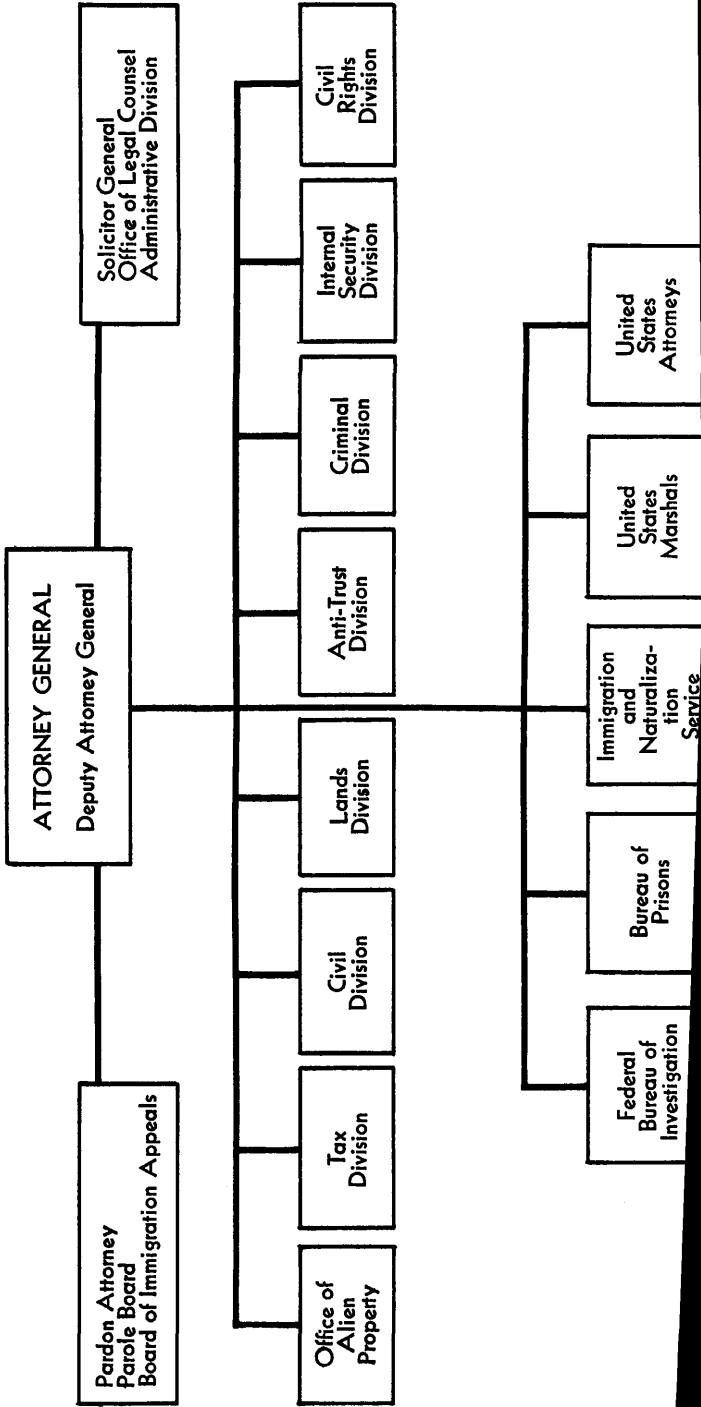 ATTORNEY GENERAL
Deputy Attorney General
Pardon Attorney
Parole Board
Board of Immigration Appeals
Solicitor General
Office of Legal Counsel
Administrative Division
Office of
Alien
Property
Tax
Division
Civil
Division
Lands
Division
Anti-Trust
Division
Criminal
Division
Internal
Security
Division
Civil
Rights
Division
Federal
Bureau of
Investigation
Bureau of
Prisons
Immigration
and
Naturaliza-
tion
Service
United
States
Marshals
United
States
Attorneys